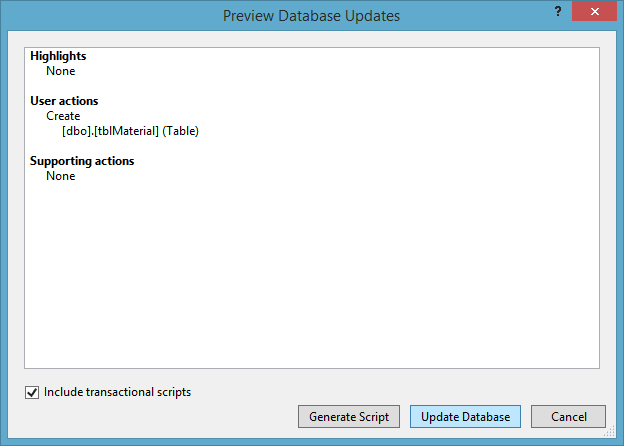 Preview Database Updates
?
Highlights
None
User actions
Create
[dbo].[tblMaterial] (Table)
Supporting actions
None
Include transactional scripts
Generate Script
Update Database
Cancel